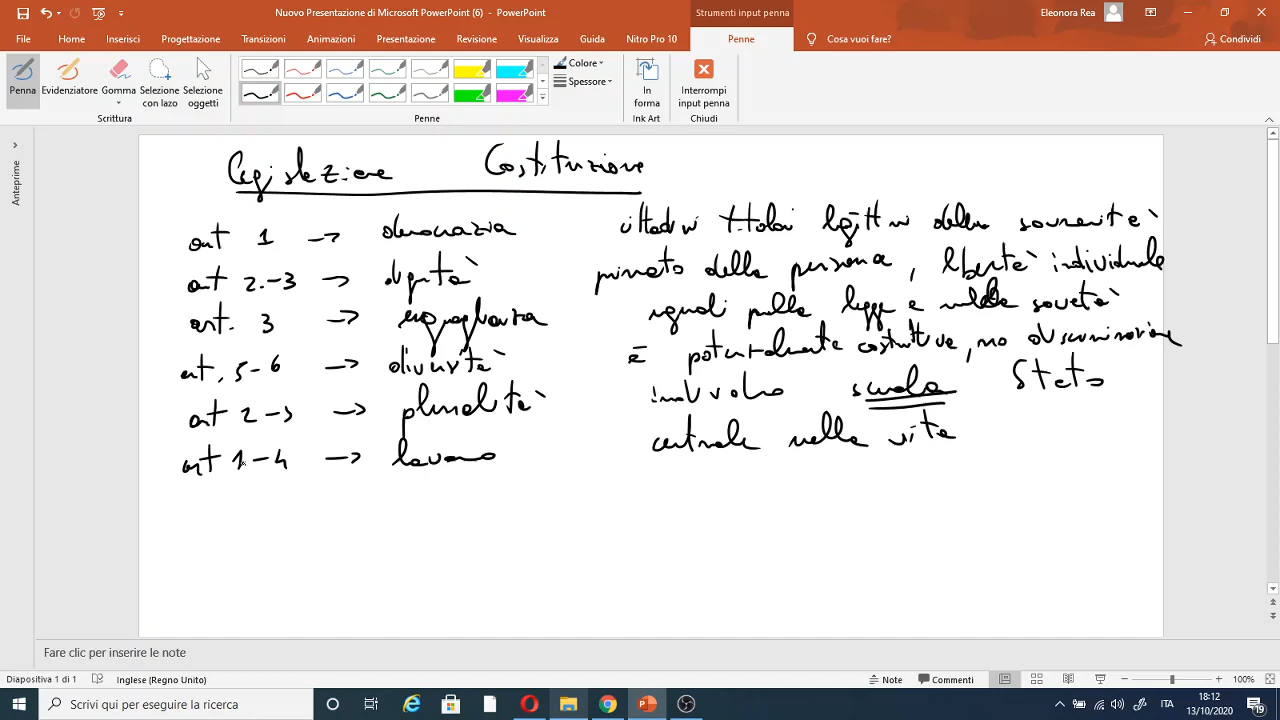 Nuovo Presentazione di Microsoft PowerPoint (6) - PowerPoint
Strumenti input penna
Eleonora Rea
File Home Inserisci Progettazione Transizioni Animazioni Presentazione Revisione Visualizza Guida Nitro Pro 10 Penne Cosa vuoi fare? Condividi
Penna Evidenziatore Gomma Selezione con lazo Selezione oggetti Colore Spessore In forma Interrompi input penna
Scrittura Penne Ink Art Chiudi
Anteprime
Legislazione Costituzione
art 1 → democrazia cittadini titolari legittimi della sovranità
art 2-3 → dignità primato della persona, libertà individuale
art. 3 → uguaglianza uguali nella legge e nella società
art. 5-6 → diversità è potenzialmente costruttiva, no discriminazione
art 2-3 → pluralità scuola Stato
art 1-4 → lavoro centrale nella vita
Fare clic per inserire le note
Diapositiva 1 di 1 Inglese (Regno Unito) Note Commenti 100%
Scrivi qui per eseguire la ricerca
ITA
18:12
13/10/2020
19